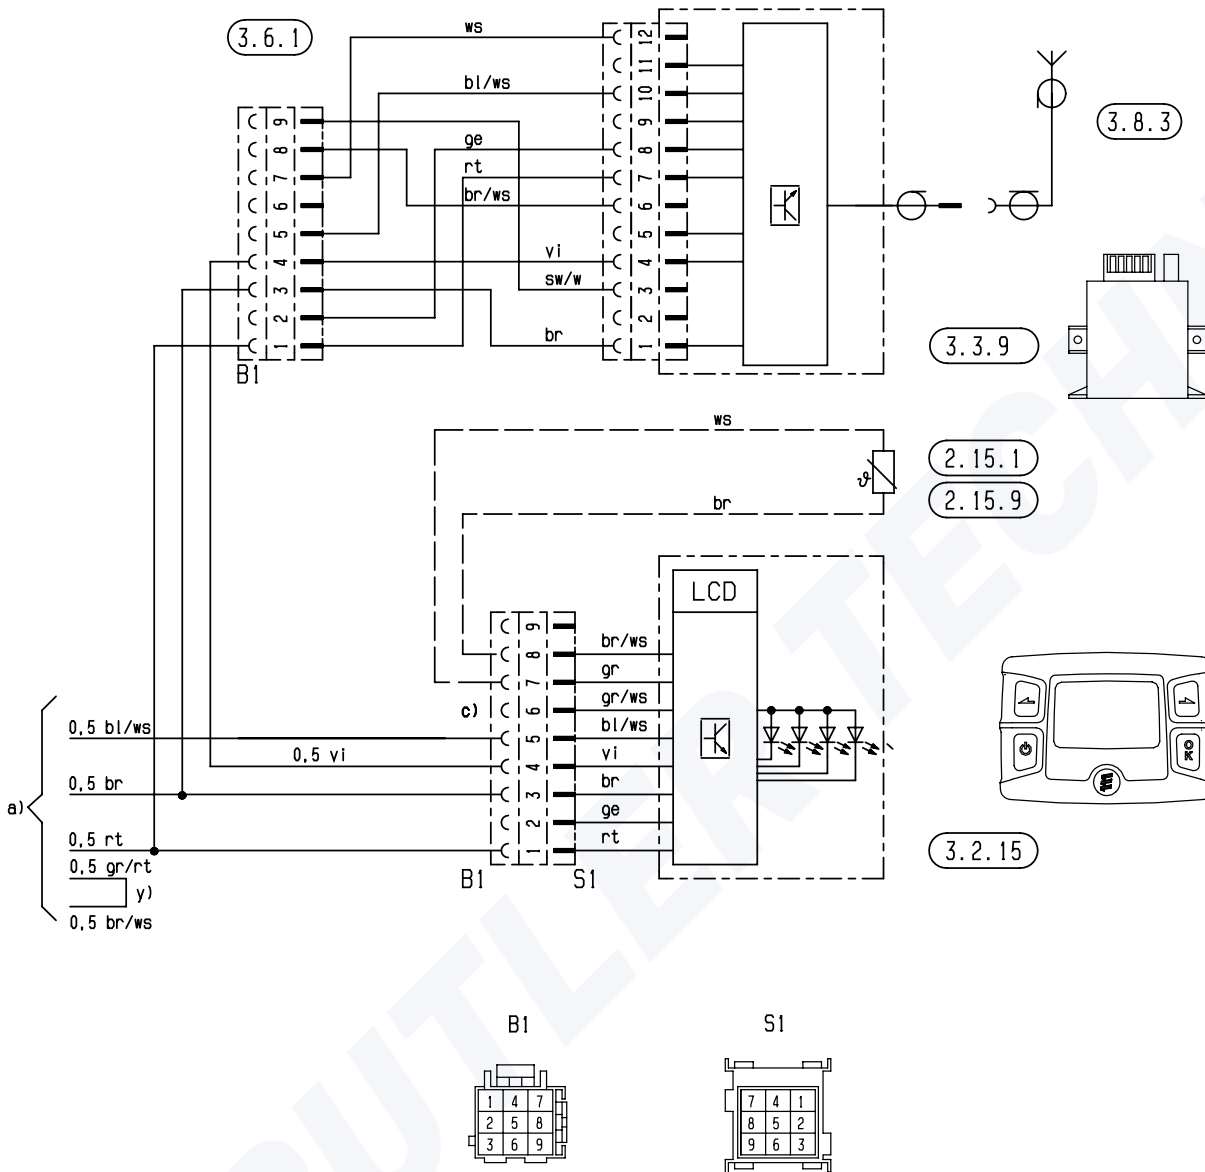 3.6.1
ws
bl/ws
ge
rt
br/ws
vi
sw/w
br
12
11
10
9
8
7
6
5
4
3
2
1
9
8
7
6
5
4
3
2
1
B1
3.8.3
3.3.9
ws
ϑ
br
2.15.1
2.15.9
LCD
9
8
7
6
5
4
3
2
1
br/ws
gr
gr/ws
bl/ws
vi
br
ge
rt
c)
B1
S1
OK
3.2.15
a)
0,5 bl/ws
0,5 vi
0,5 br
0,5 rt
0,5 gr/rt
y)
0,5 br/ws
B1
S1
1 4 7
2 5 8
3 6 9
7 4 1
8 5 2
9 6 3
BUTLER TECHN